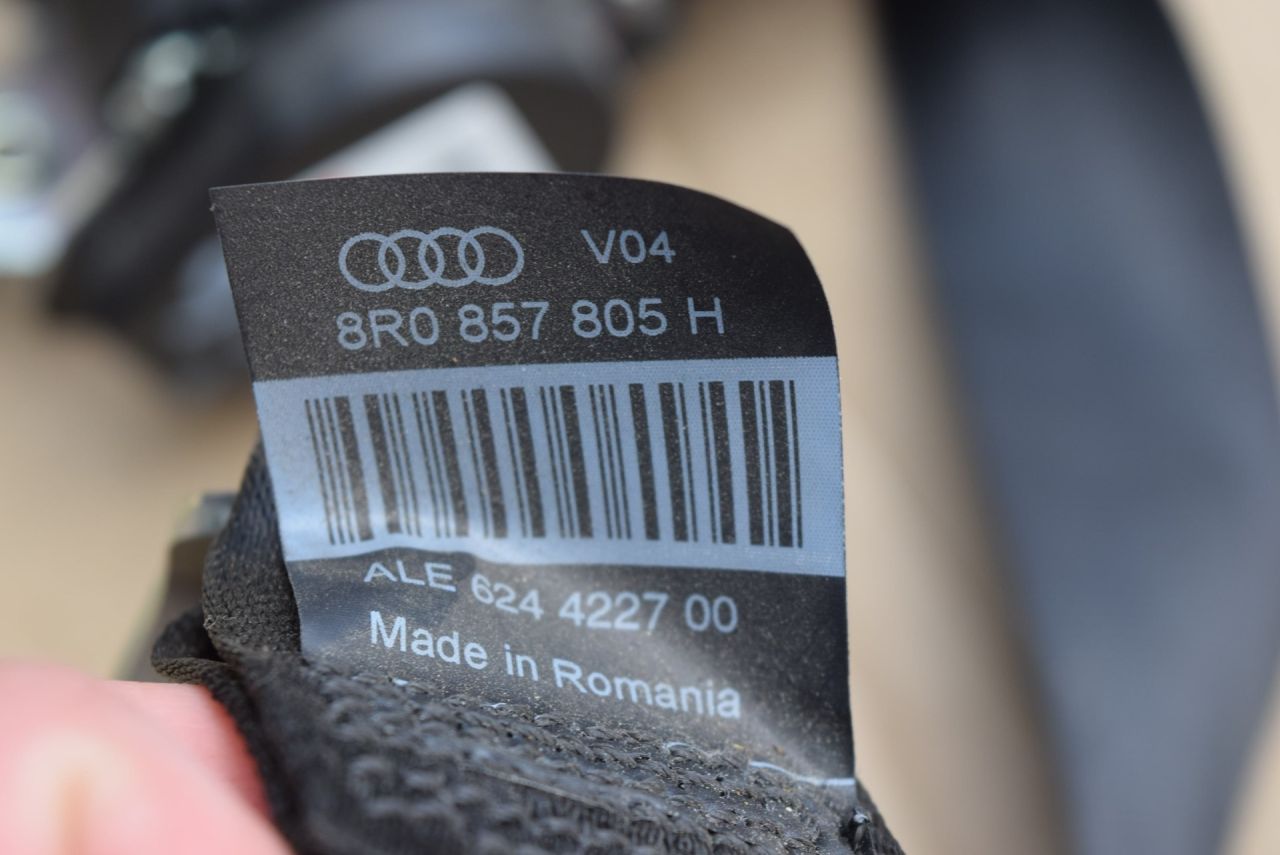 V04
8R0 857 805 H
ALE 624 4227 00
Made in Romania